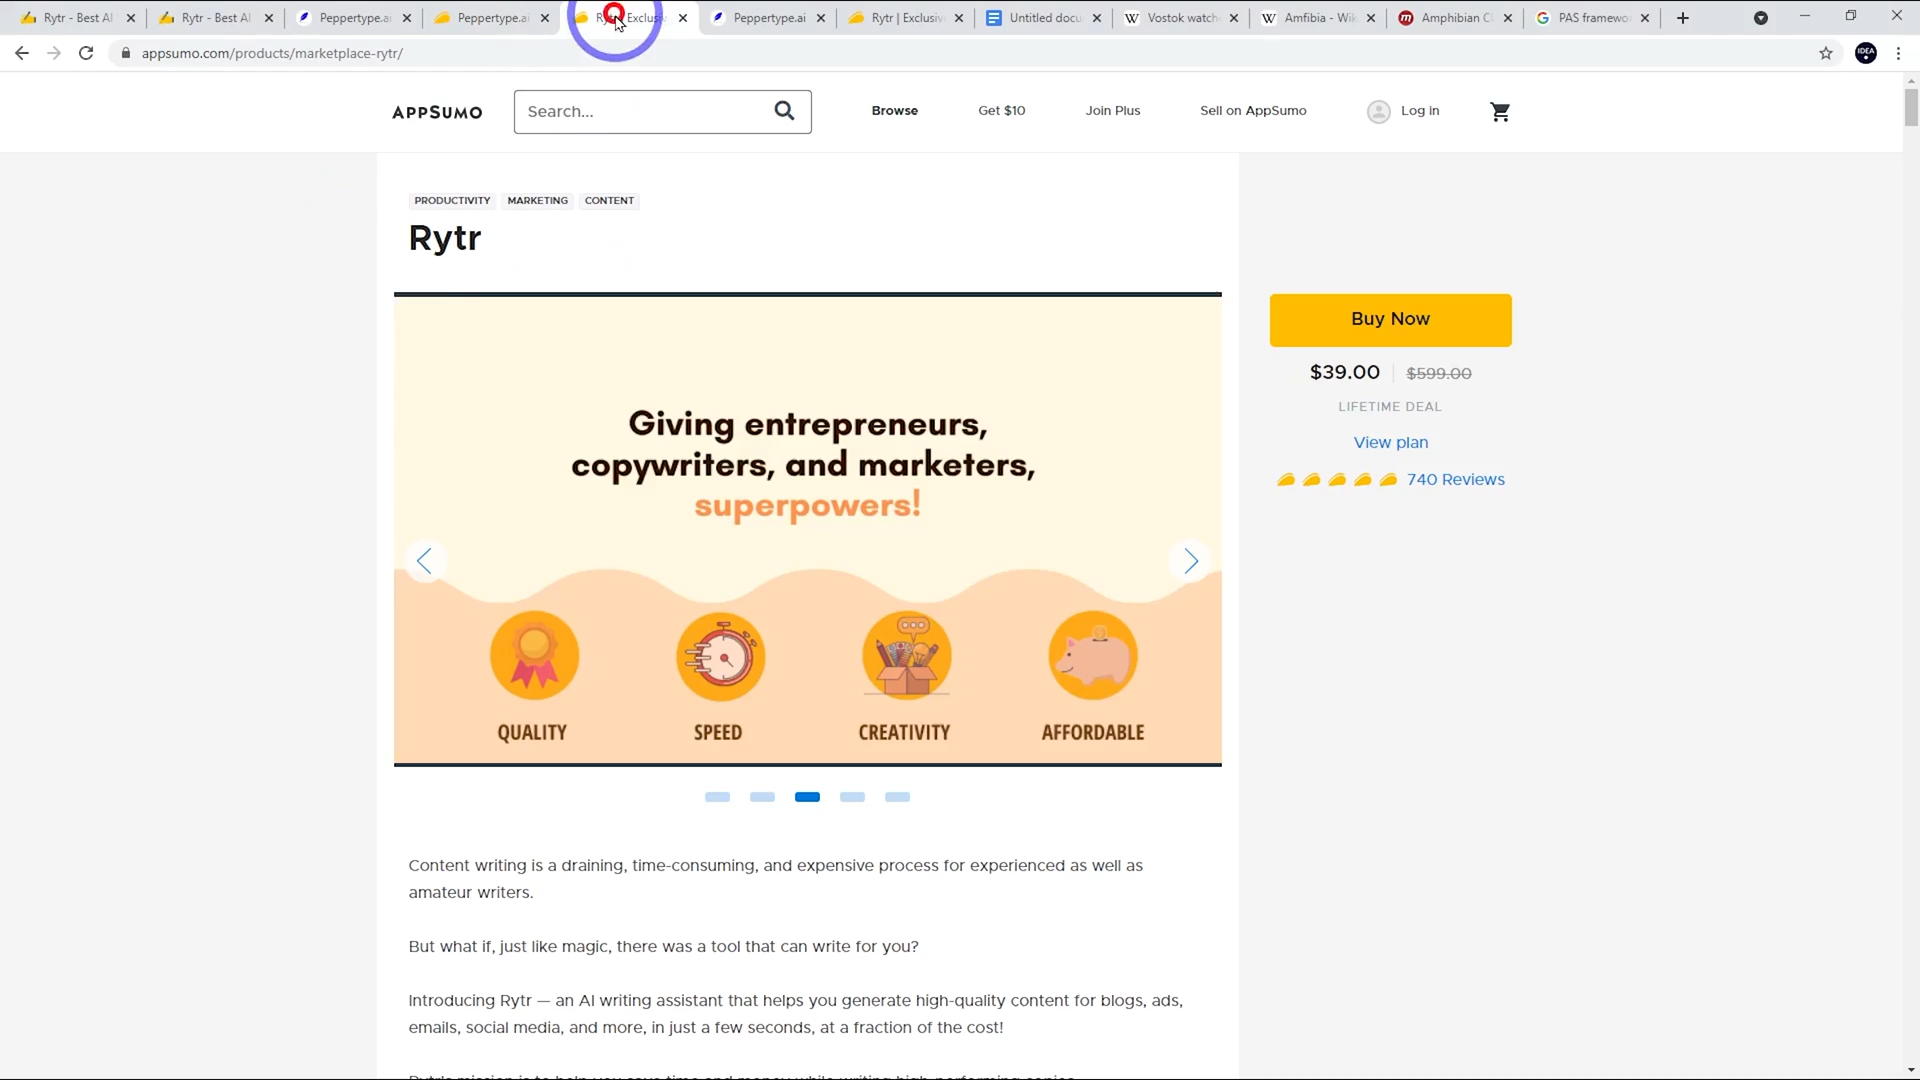 Rytr - Best AI
Rytr - Best AI
Peppertype.ai
Peppertype.ai
Peppertype.ai
Rytr | Exclusiv
Untitled docu
Vostok watch
Amfibia - Wik
Amphibian C
PAS framewo
appsumo.com/products/marketplace-rytr/
IDEA
APPSUMO
Search...
Browse
Get $10
Join Plus
Sell on AppSumo
Log in
PRODUCTIVITY
MARKETING
CONTENT
Rytr
Giving entrepreneurs,
copywriters, and marketers,
superpowers!
QUALITY
SPEED
CREATIVITY
AFFORDABLE
Buy Now
$39.00
$599.00
LIFETIME DEAL
View plan
740 Reviews
Content writing is a draining, time-consuming, and expensive process for experienced as well as
amateur writers.
But what if, just like magic, there was a tool that can write for you?
Introducing Rytr — an AI writing assistant that helps you generate high-quality content for blogs, ads,
emails, social media, and more, in just a few seconds, at a fraction of the cost!